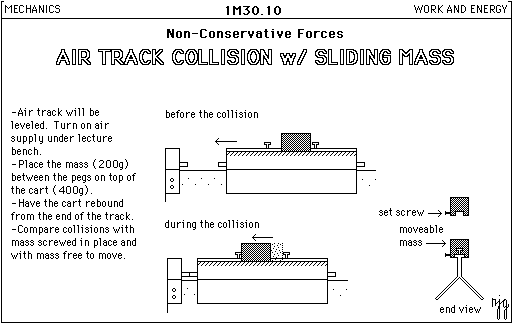 MECHANICS
1M30.10
WORK AND ENERGY
Non-Conservative Forces
AIR TRACK COLLISION w/ SLIDING MASS
-Air track will be
leveled. Turn on air
supply under lecture
bench.
-Place the mass (200g)
between the pegs on top of
the cart (400g).
-Have the cart rebound
from the end of the track.
-Compare collisions with
mass screwed in place and
with mass free to move.
before the collision
during the collision
set screw
moveable
mass
end view
njg